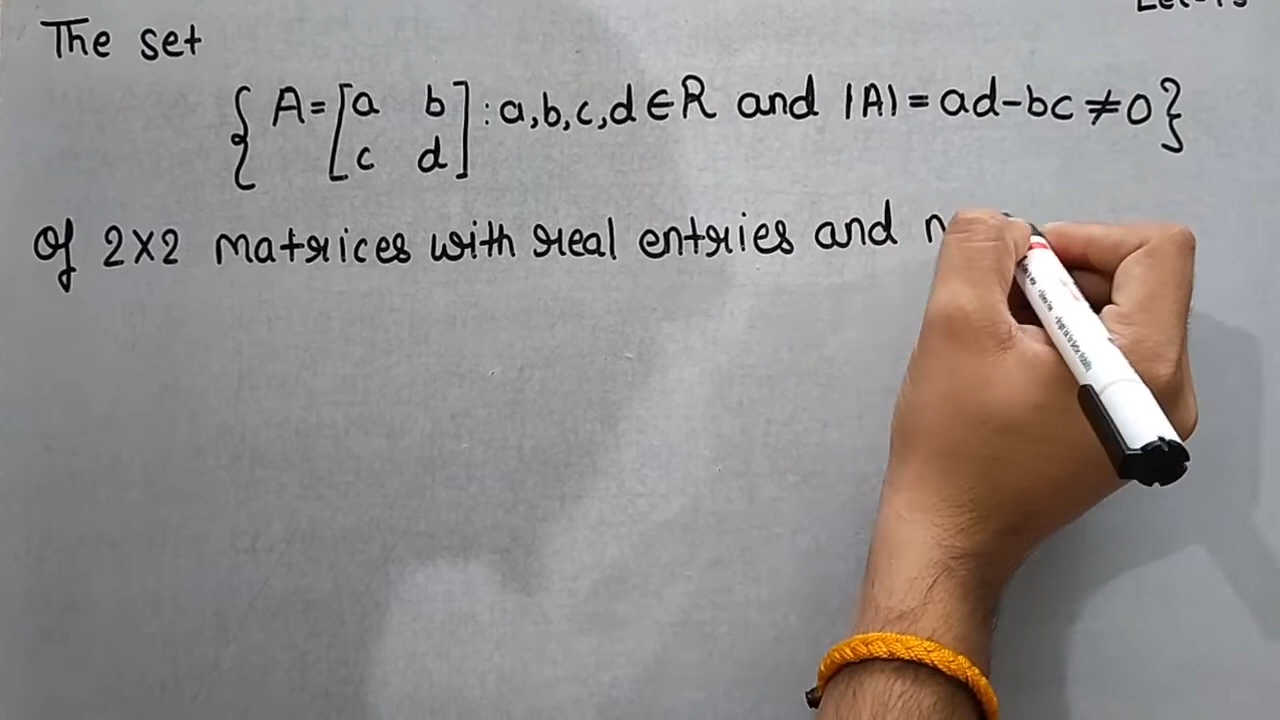 The set
{ A = [a b
c d] : a,b,c,d ∈ R and |A| = ad-bc ≠ 0 }
of 2×2 matrices with real entries and n